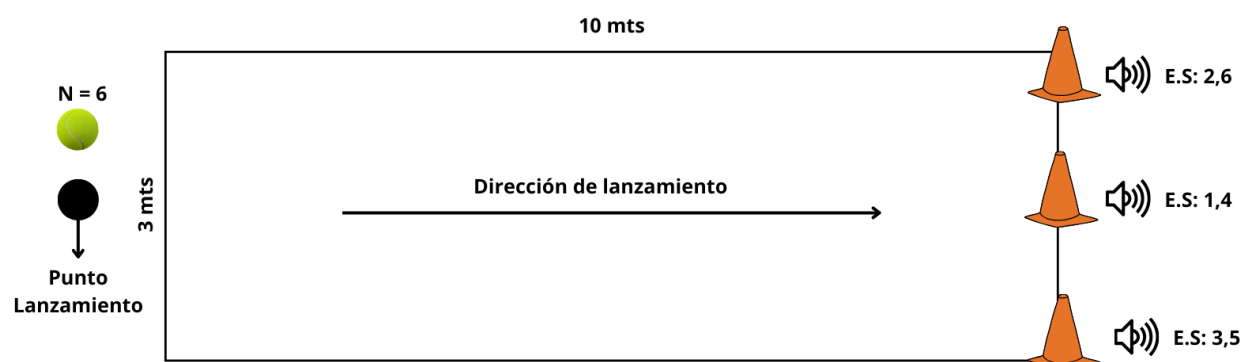 10 mts
E.S: 2,6
N = 6
3 mts
Dirección de lanzamiento
E.S: 1,4
Punto
Lanzamiento
E.S: 3,5